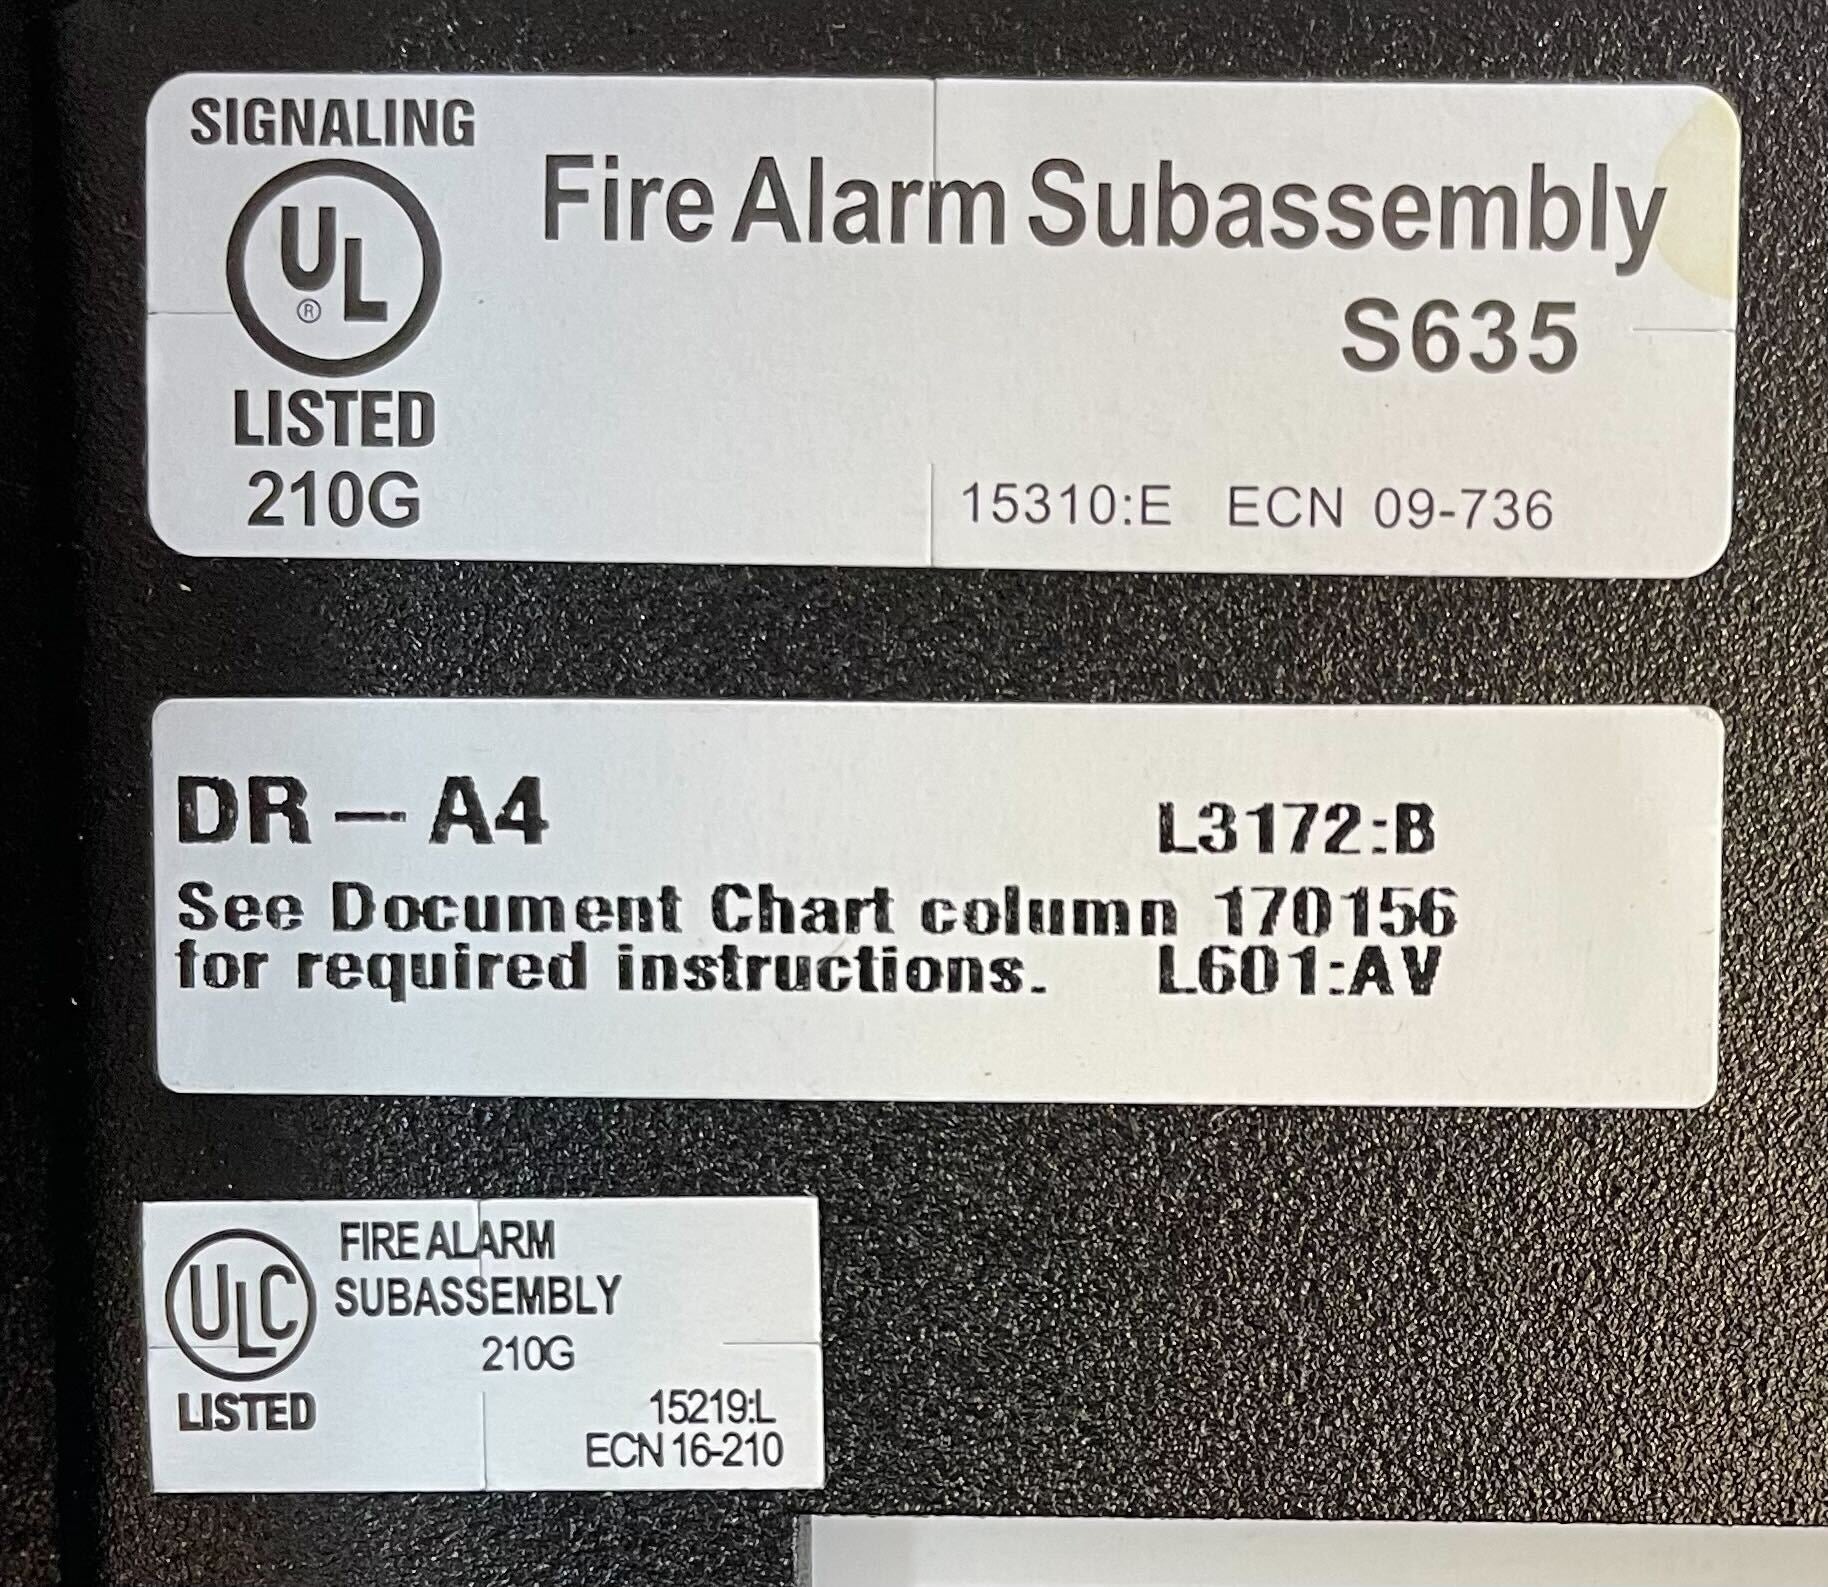 SIGNALING
UL
®
LISTED
210G
Fire Alarm Subassembly
S635
15310:E ECN 09-736
DR – A4 L3172:B
See Document Chart column 170156
for required instructions. L601:AV
ULC
LISTED
FIRE ALARM
SUBASSEMBLY
210G
15219:L
ECN 16-210